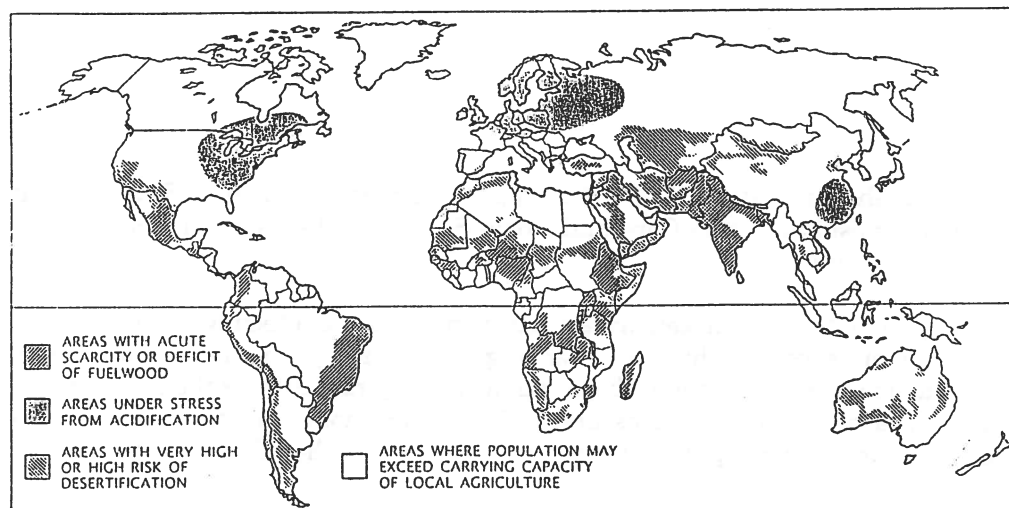 AREAS WITH ACUTE
SCARCITY OR DEFICIT
OF FUELWOOD
AREAS UNDER STRESS
FROM ACIDIFICATION
AREAS WITH VERY HIGH
OR HIGH RISK OF
DESERTIFICATION
AREAS WHERE POPULATION MAY
EXCEED CARRYING CAPACITY
OF LOCAL AGRICULTURE